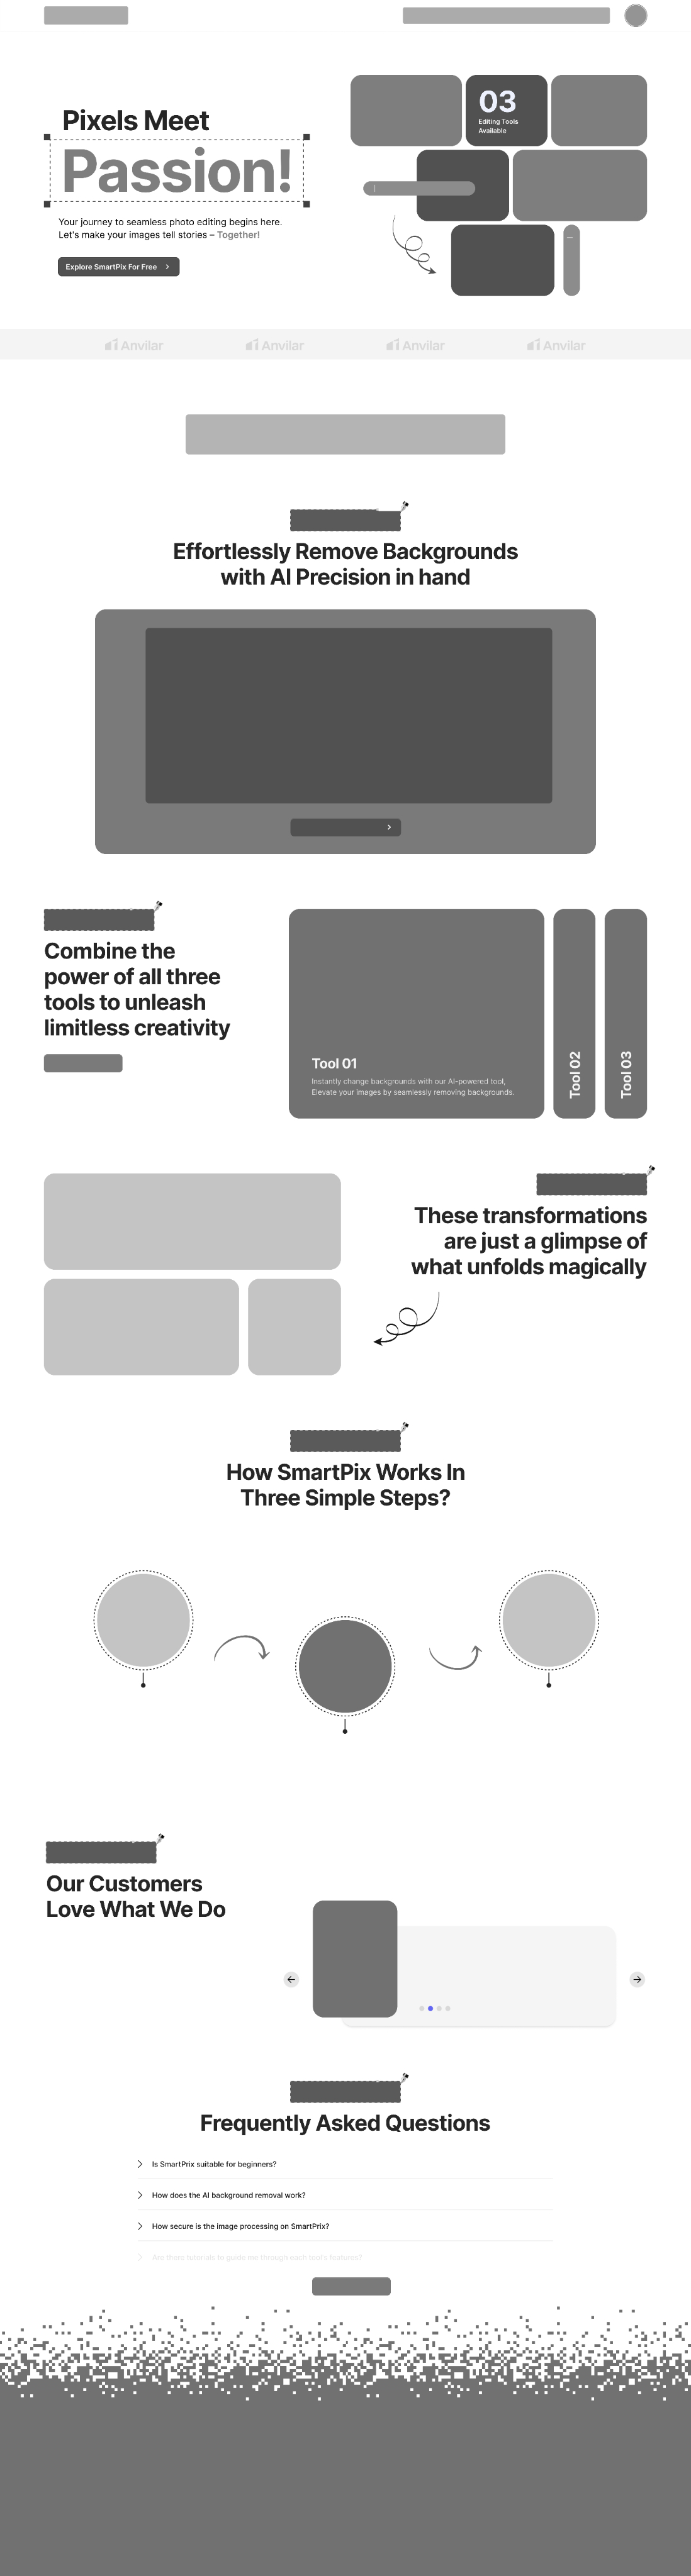 Pixels Meet
Passion!
Your journey to seamless photo editing begins here.
Let's make your images tell stories – Together!
Explore SmartPix For Free
03
Editing Tools
Available
Anvilar
Anvilar
Anvilar
Anvilar
Effortlessly Remove Backgrounds
with AI Precision in hand
Combine the
power of all three
tools to unleash
limitless creativity
Tool 01
Instantly change backgrounds with our AI-powered tool,
Elevate your images by seamlessly removing backgrounds.
Tool 02
Tool 03
These transformations
are just a glimpse of
what unfolds magically
How SmartPix Works In
Three Simple Steps?
Our Customers
Love What We Do
Frequently Asked Questions
Is SmartPrix suitable for beginners?
How does the AI background removal work?
How secure is the image processing on SmartPrix?
Are there tutorials to guide me through each tool's features?